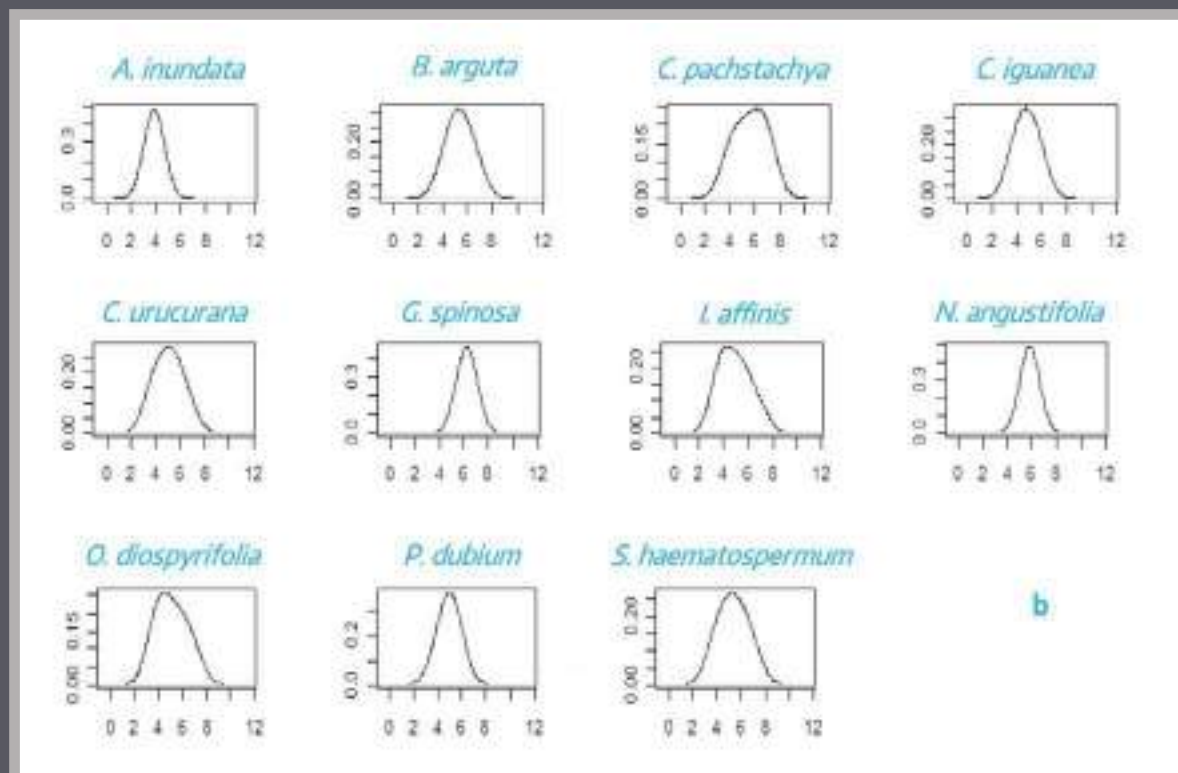 A. inundata B. arguta C. pachstachya C. iguanea
0.3 0.0 0.20 0.00 0.15 0.00 0.20 0.00
0 2 4 6 8 12 0 2 4 6 8 12 0 2 4 6 8 12 0 2 4 6 8 12
C. urucurana G. spinosa I. affinis N. angustifolia
0.20 0.00 0.3 0.0 0.20 0.00 0.3 0.0
0 2 4 6 8 12 0 2 4 6 8 12 0 2 4 6 8 12 0 2 4 6 8 12
O. diospyrifolia P. dubium S. haematospermum
b
0.15 0.00 0.2 0.0 0.20 0.00
0 2 4 6 8 12 0 2 4 6 8 12 0 2 4 6 8 12